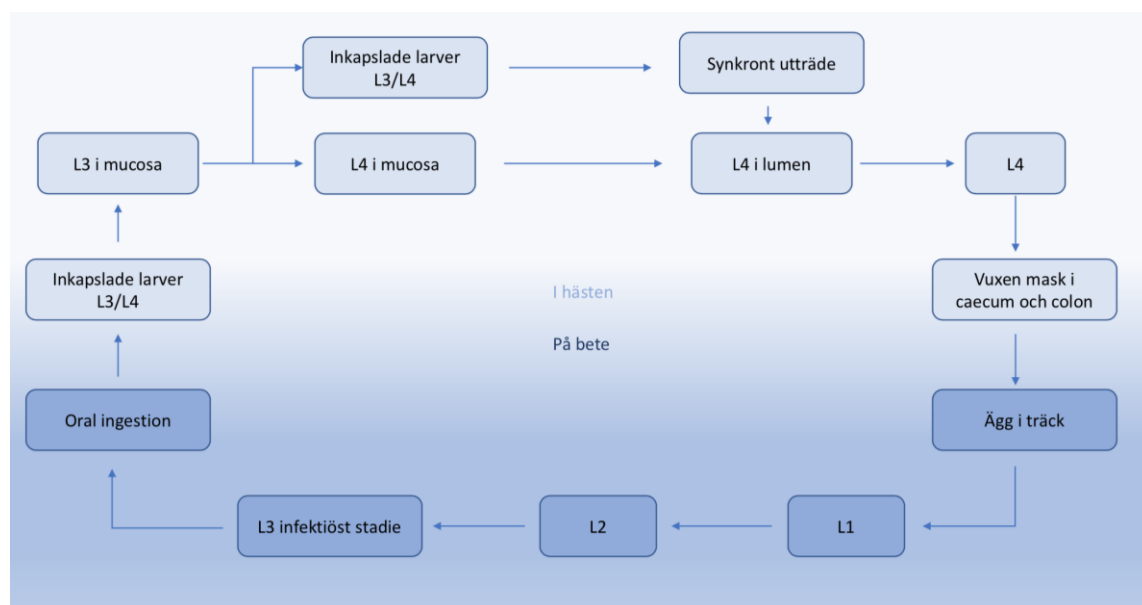 Inkapslade larver
L3/L4
Synkront utträde
L3 i mucosa
L4 i mucosa
L4 i lumen
L4
Inkapslade larver
L3/L4
I hästen
Vuxen mask i
caecum och colon
På bete
Oral ingestion
Ägg i träck
L3 infektiöst stadie
L2
L1